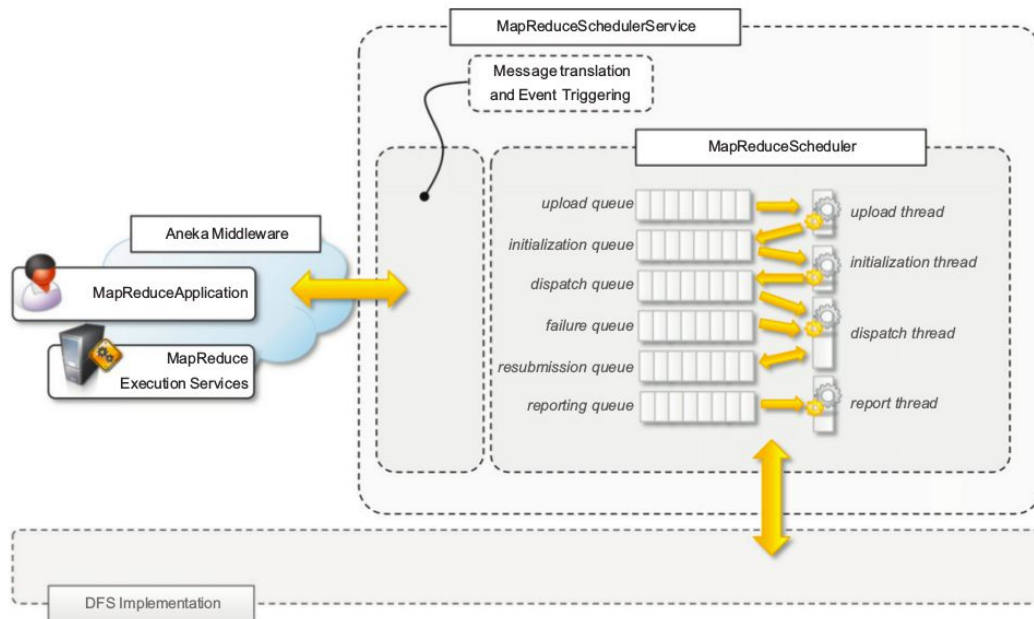 MapReduceSchedulerService
Message translation
and Event Triggering
MapReduceScheduler
upload queue
upload thread
initialization queue
initialization thread
dispatch queue
failure queue
dispatch thread
resubmission queue
reporting queue
report thread
Aneka Middleware
MapReduceApplication
MapReduce
Execution Services
DFS Implementation